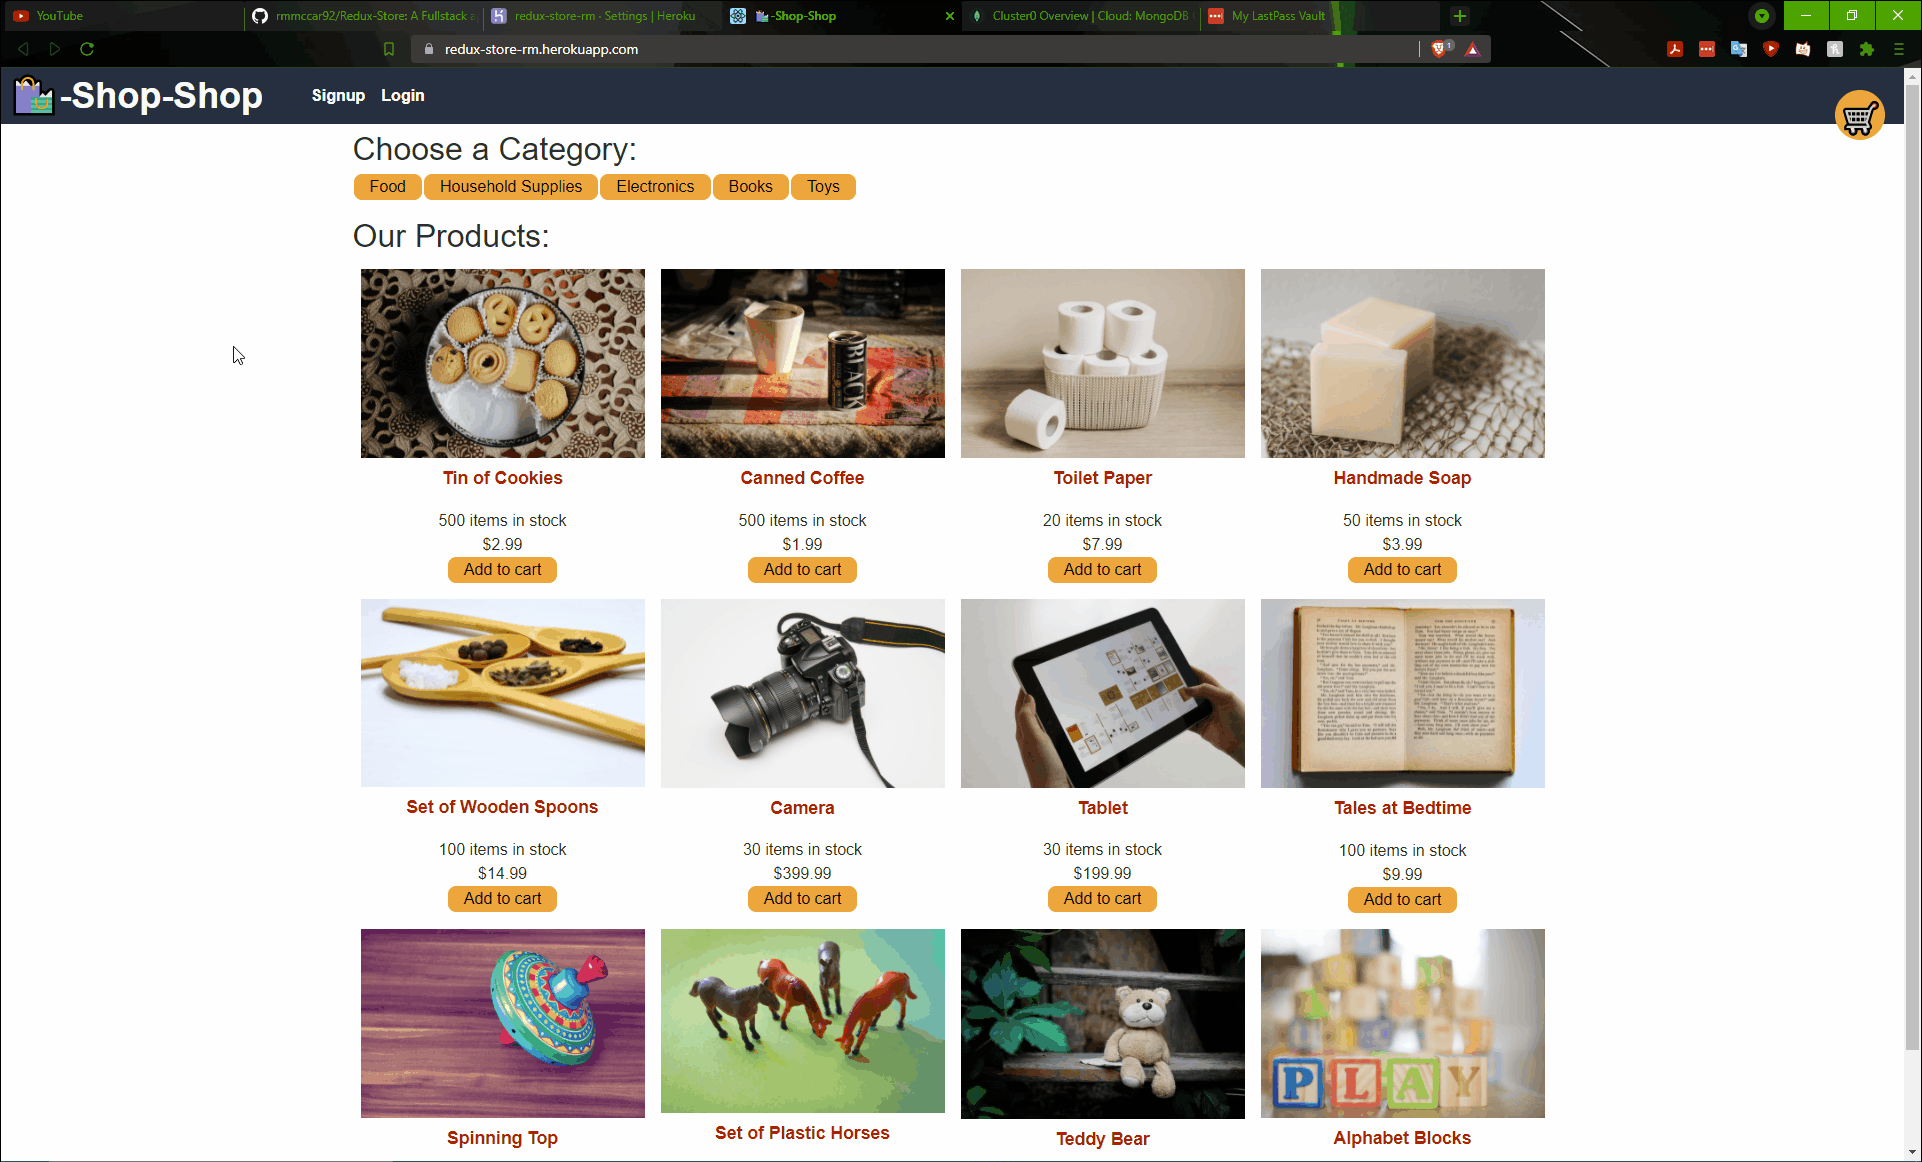 YouTube
rmmccar92/Redux-Store: A Fullstack a
redux-store-rm · Settings | Heroku
-Shop-Shop
Cluster0 Overview | Cloud: MongoDB
My LastPass Vault
redux-store-rm.herokuapp.com
1
-Shop-Shop
Signup Login
Choose a Category:
Food Household Supplies Electronics Books Toys
Our Products:
BLACK
Tin of Cookies Canned Coffee Toilet Paper Handmade Soap
500 items in stock 500 items in stock 20 items in stock 50 items in stock
$2.99 $1.99 $7.99 $3.99
Add to cart Add to cart Add to cart Add to cart
Set of Wooden Spoons Camera Tablet Tales at Bedtime
100 items in stock 30 items in stock 30 items in stock 100 items in stock
$14.99 $399.99 $199.99 $9.99
Add to cart Add to cart Add to cart Add to cart
PLAY
Spinning Top Set of Plastic Horses Teddy Bear Alphabet Blocks